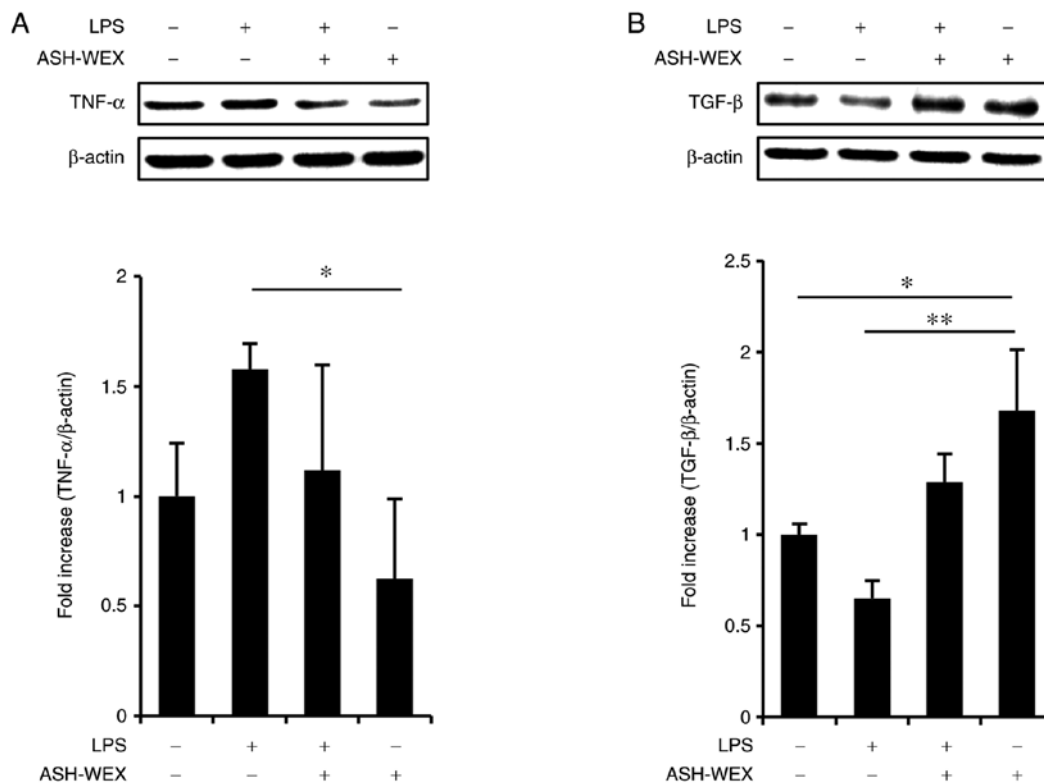 A
LPS – + + –
ASH-WEX – – + +
TNF-α
β-actin
2
1.5
1
0.5
0
Fold increase (TNF-α/β-actin)
*
LPS – + + –
ASH-WEX – – + +
B
LPS – + + –
ASH-WEX – – + +
TGF-β
β-actin
2.5
2
1.5
1
0.5
0
Fold increase (TGF-β/β-actin)
*
**
LPS – + + –
ASH-WEX – – + +